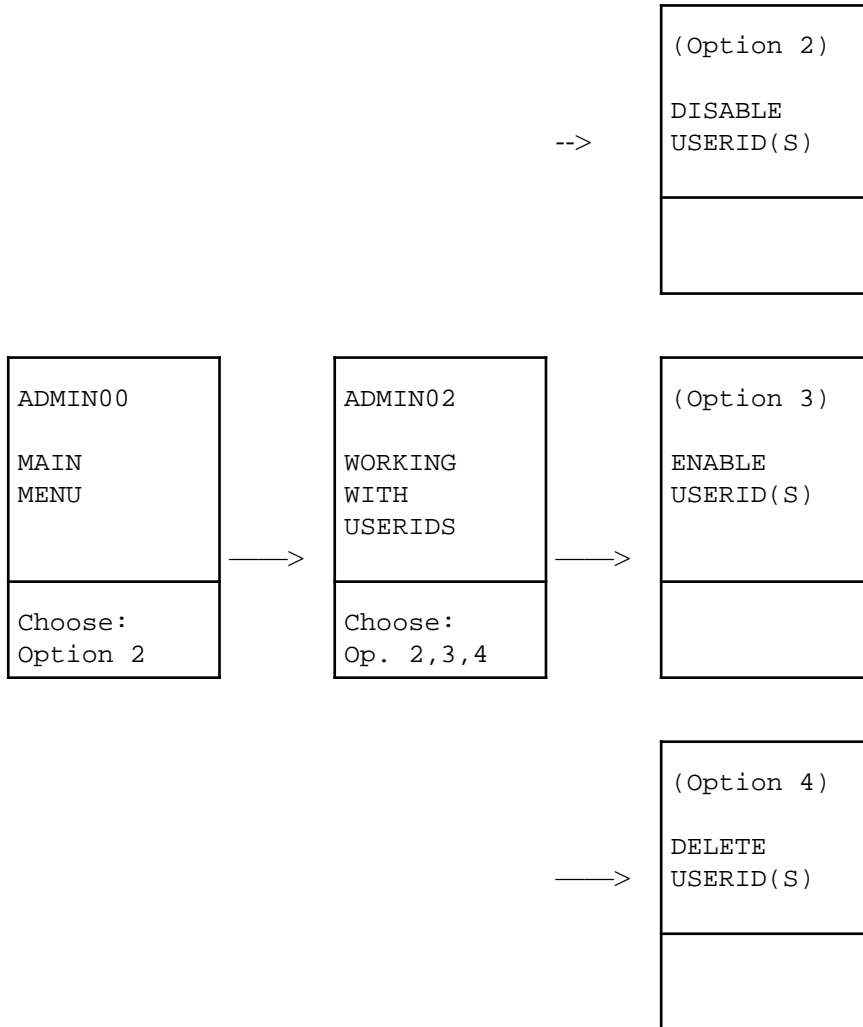 (Option 2)
DISABLE
-->
USERID(S)
ADMIN00
MAIN
MENU
——>
Choose:
Option 2
ADMIN02
WORKING
WITH
USERIDS
——>
Choose:
Op. 2,3,4
(Option 3)
ENABLE
USERID(S)
(Option 4)
DELETE
——>
USERID(S)